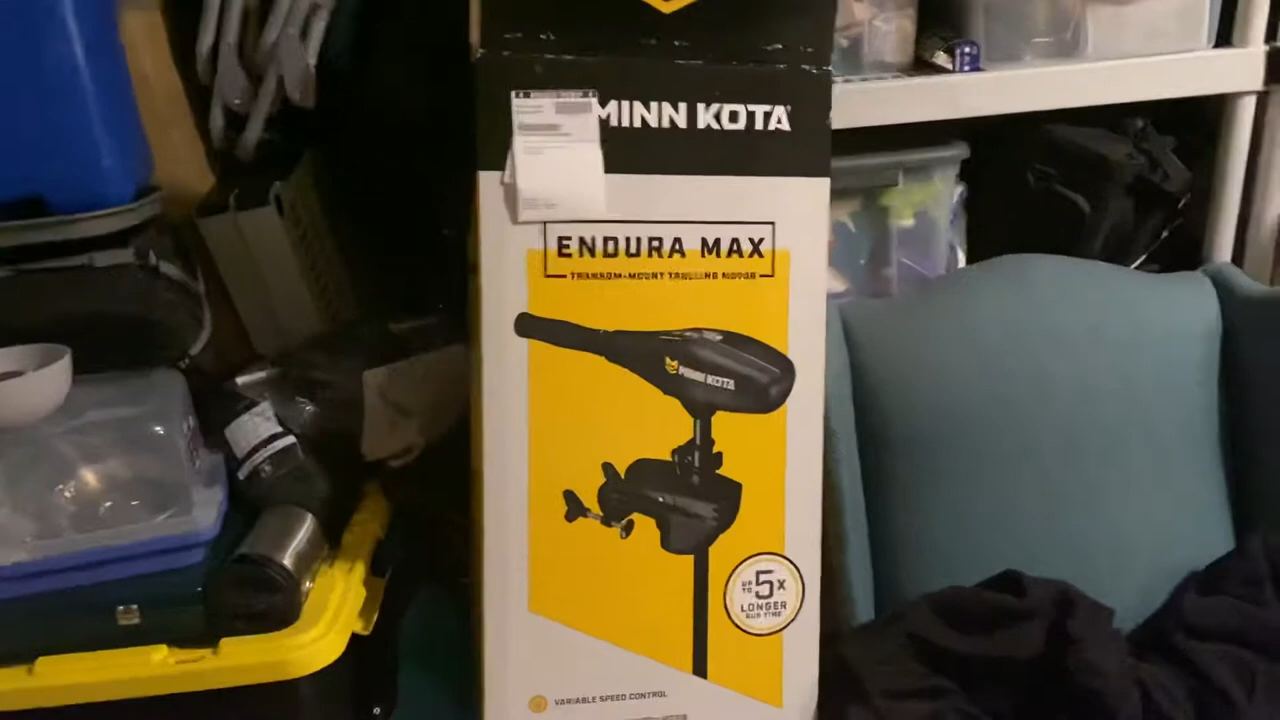 MINN KOTA
ENDURA MAX
TRANSOM-MOUNT TROLLING MOTOR
MINN KOTA
UP TO 5X
LONGER
RUN TIME
VARIABLE SPEED CONTROL